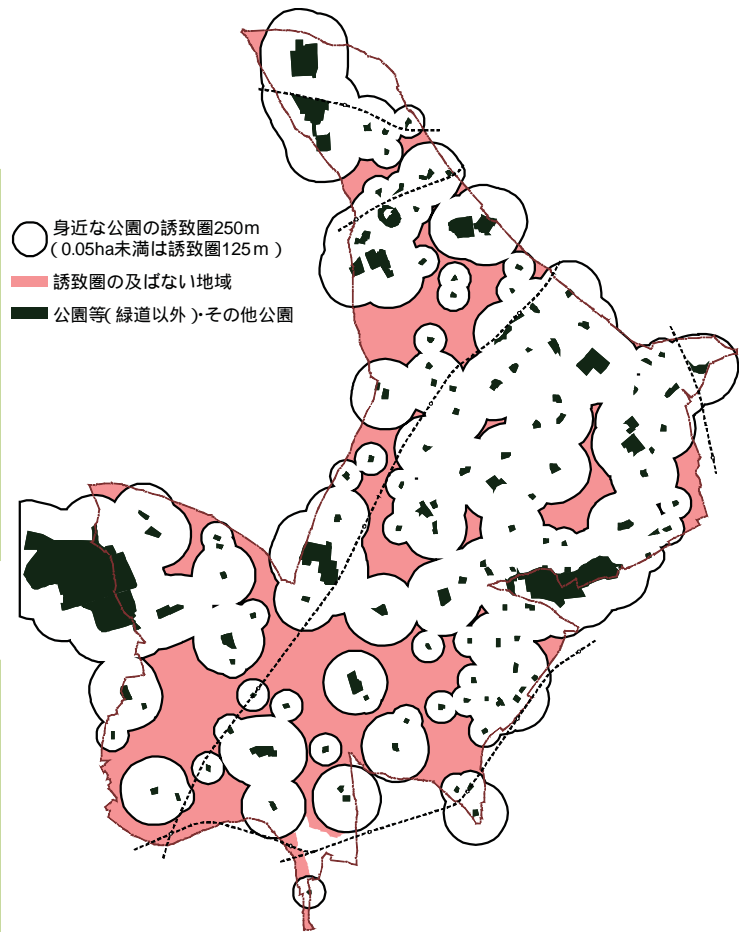 身近な公園の誘致圏250m
(0.05ha未満は誘致圏125m)
誘致圏の及ばない地域
公園等(緑道以外)・その他公園